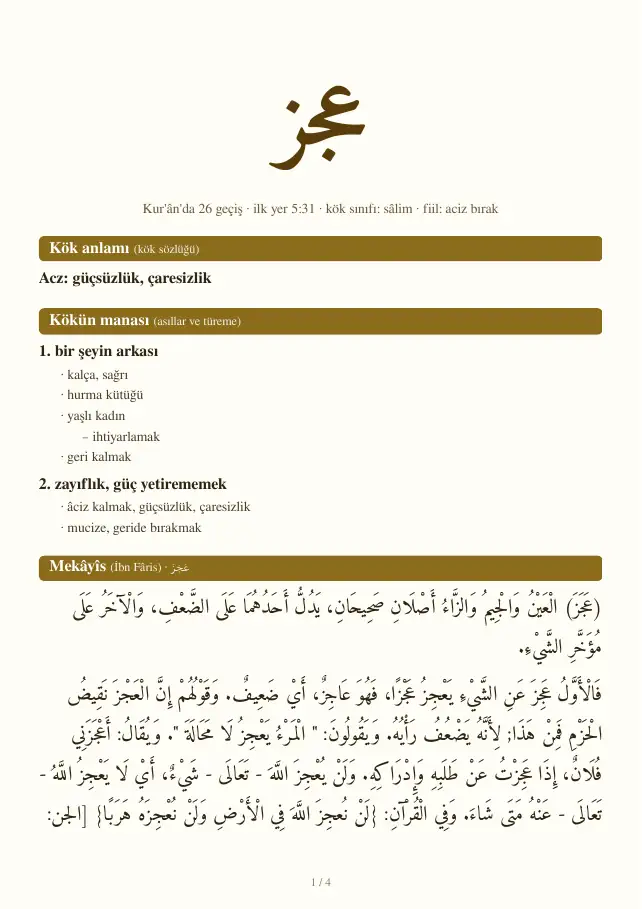 عجز
Kur'ân'da 26 geçiş · ilk yer 5:31 · kök sınıfı: sâlim · fiil: aciz bırak
Kök anlamı (kök sözlüğü)
Acz: güçsüzlük, çaresizlik
Kökün manası (asıllar ve türeme)
1. bir şeyin arkası
· kalça, sağrı
· hurma kütüğü
· yaşlı kadın
– ihtiyarlamak
· geri kalmak
2. zayıflık, güç yetirememek
· âciz kalmak, güçsüzlük, çaresizlik
· mucize, geride bırakmak
Mekâyîs (İbn Fâris) · عَجَزَ
(عَجَزَ) الْعَيْنُ وَالْجِيمُ وَالزَّاءُ أَصْلَانِ صَحِيحَانِ، يَدُلُّ أَحَدُهُمَا عَلَى الضَّعْفِ، وَالْآخَرُ عَلَى
مُؤَخَّرِ الشَّيْءِ.
فَالْأَوَّلُ عَجِزَ عَنِ الشَّيْءِ يَعْجِزُ عَجْزًا، فَهُوَ عَاجِزٌ، أَيْ ضَعِيفٌ. وَقَوْلُهُمْ إِنَّ الْعَجْزَ نَقِيضُ
الْحَزْمِ فَمِنْ هَذَا; لِأَنَّهُ يَضْعُفُ رَأْيُهُ. وَيَقُولُونَ: " الْمَرْءُ يَعْجِزُ لَا مَحَالَةَ ". وَيُقَالُ: أَعْجَزَنِي
فُلَانٌ، إِذَا عَجِزْتُ عَنْ طَلَبِهِ وَإِدْرَاكِهِ. وَلَنْ يُعْجِزَ اللَّهَ - تَعَالَى - شَيْءٌ، أَيْ لَا يَعْجِزُ اللَّهُ -
تَعَالَى - عَنْهُ مَتَى شَاءَ. وَفِي الْقُرْآنِ: {لَنْ نُعجِزَ اللَّهَ فِي الْأَرْضِ وَلَنْ نُعْجِزَهُ هَرَبًا} [الجن:
1 / 4